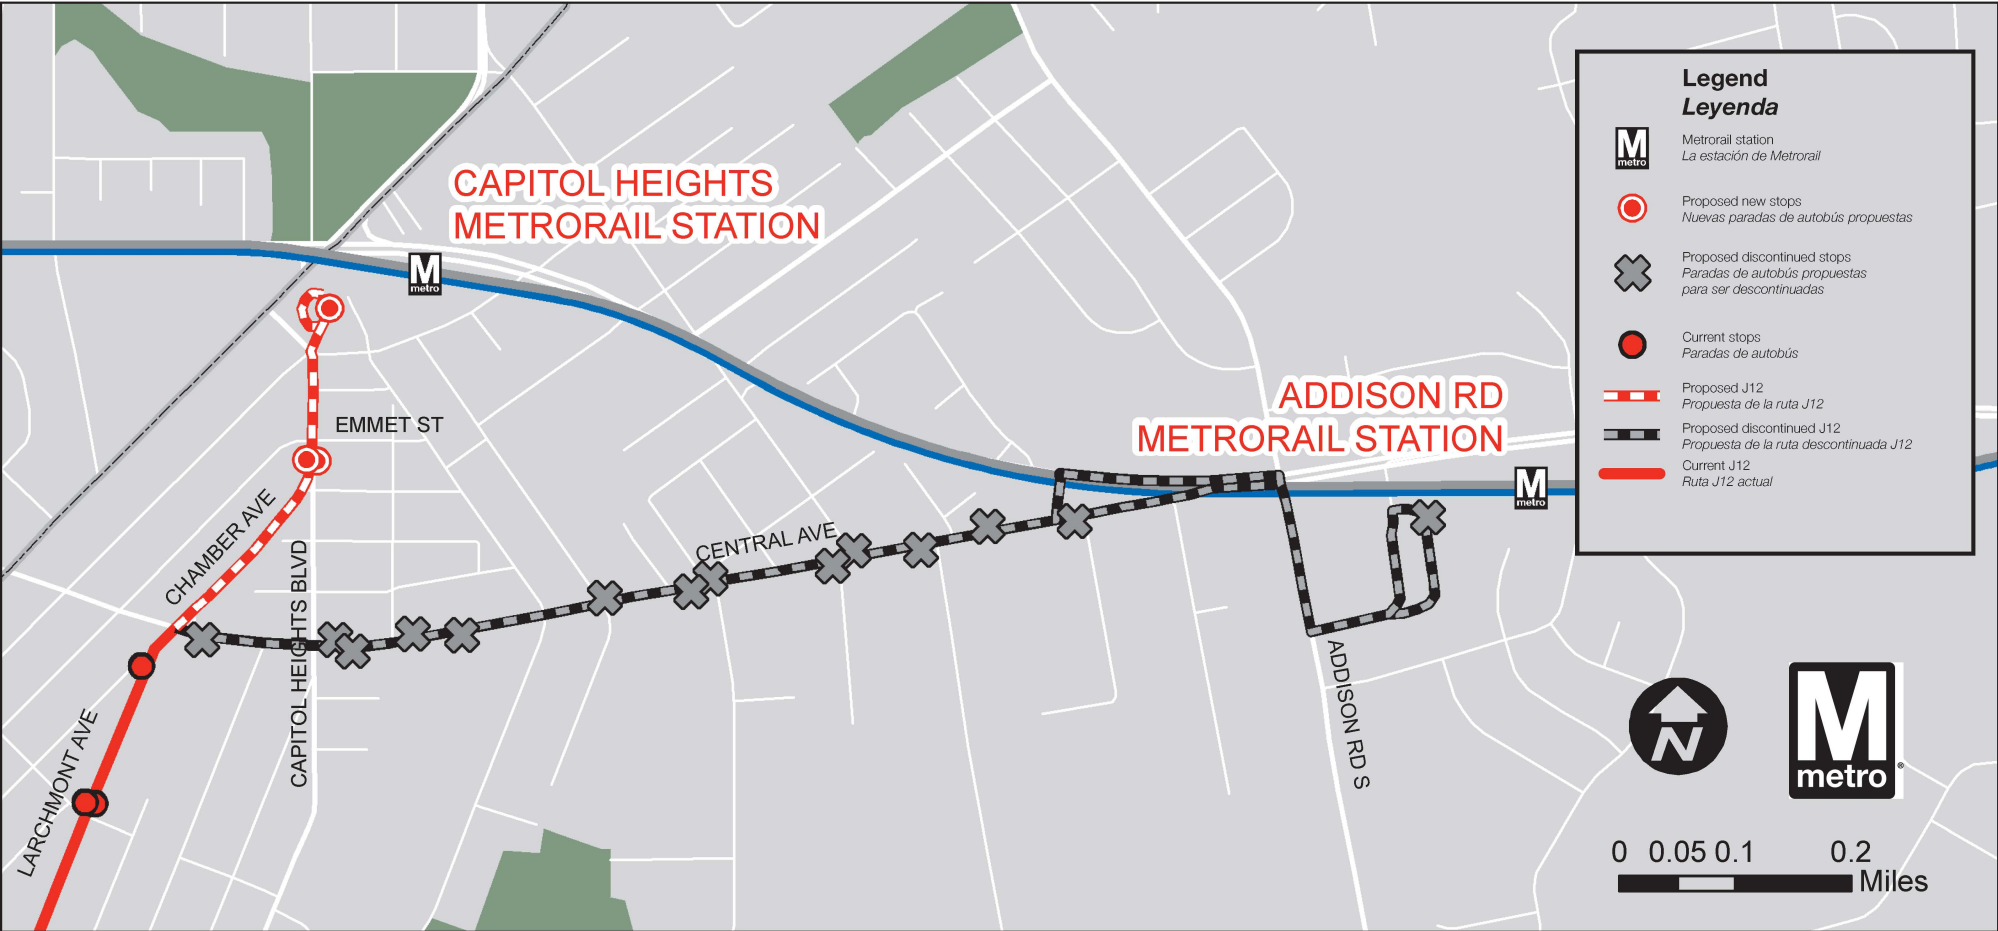 CAPITOL HEIGHTS
METRORAIL STATION
M
metro
EMMET ST
CHAMBER AVE
CAPITOL HEIGHTS BLVD
LARCHMONT AVE
CENTRAL AVE
ADDISON RD
METRORAIL STATION
M
metro
ADDISON RD S
Legend
Leyenda
M
metro
Metrorail station
La estación de Metrorail
Proposed new stops
Nuevas paradas de autobús propuestas
Proposed discontinued stops
Paradas de autobús propuestas
para ser descontinuadas
Current stops
Paradas de autobús
Proposed J12
Propuesta de la ruta J12
Proposed discontinued J12
Propuesta de la ruta descontinuada J12
Current J12
Ruta J12 actual
N
M
metro®
0 0.05 0.1 0.2
Miles